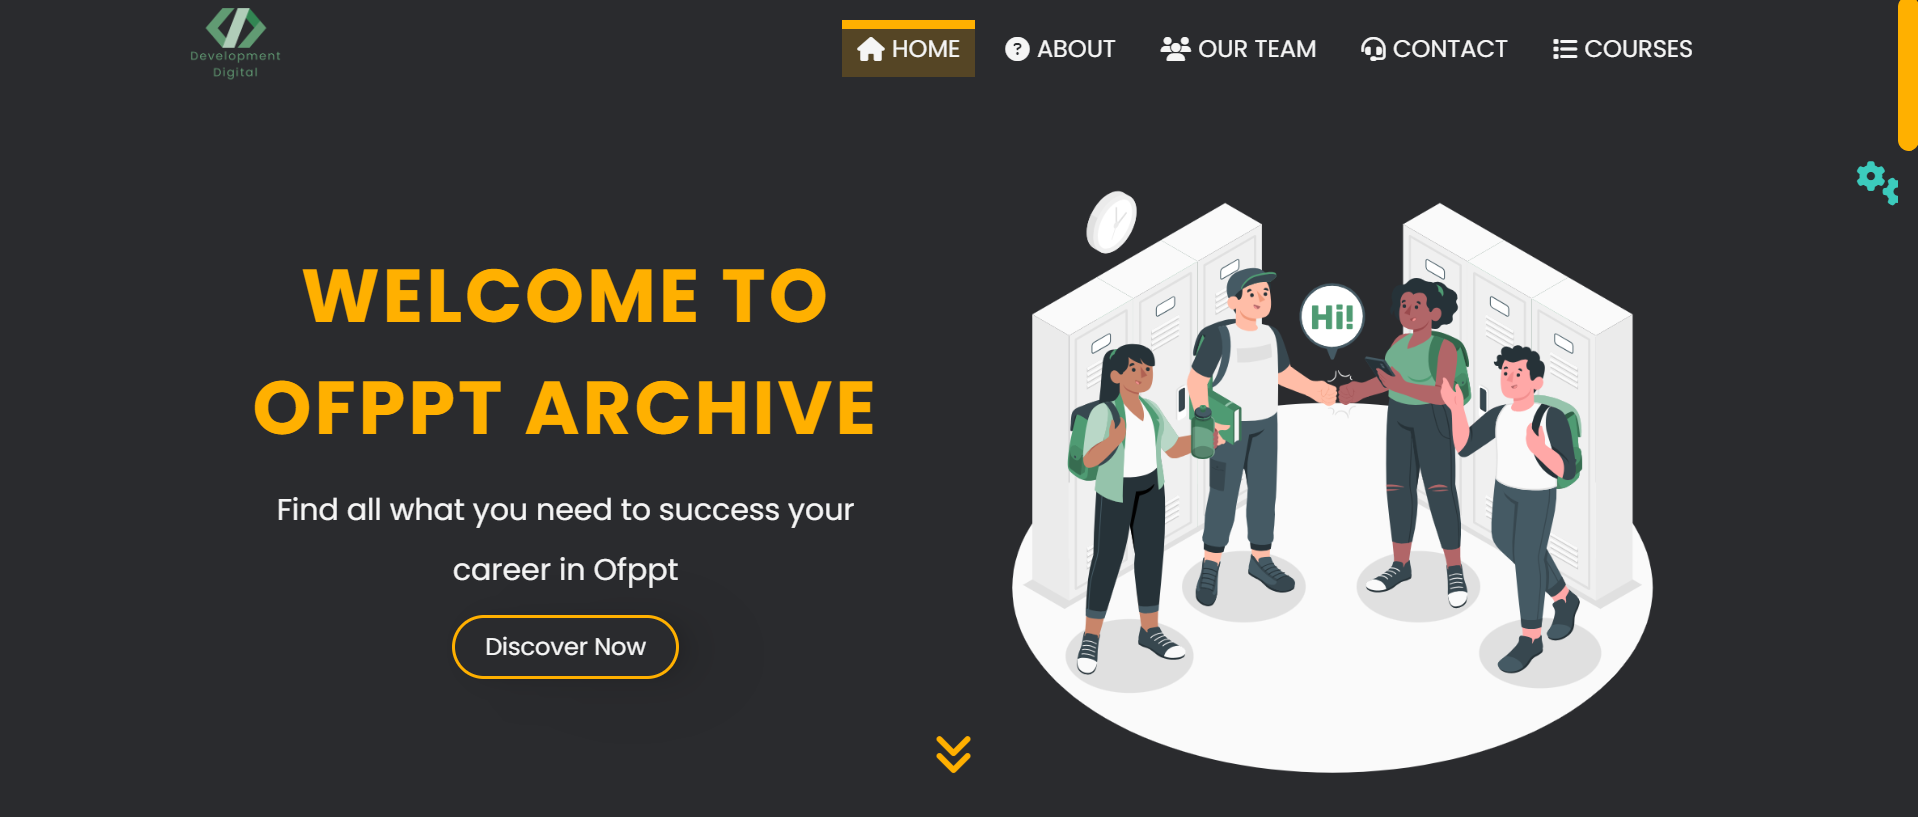 Development
Digital
HOME
ABOUT
OUR TEAM
CONTACT
COURSES
WELCOME TO
OFPPT ARCHIVE
Find all what you need to success your
career in Ofppt
Discover Now
Hi!